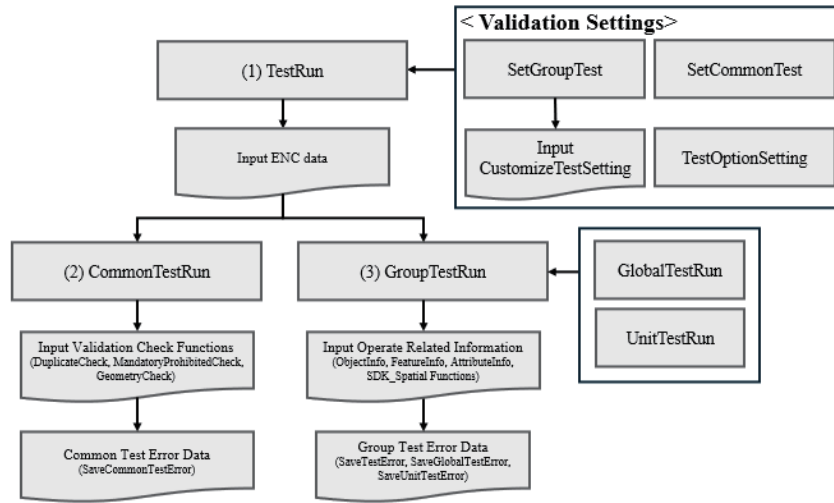 < Validation Settings>
(1) TestRun
SetGroupTest
SetCommonTest
Input ENC data
Input
CustomizeTestSetting
TestOptionSetting
(2) CommonTestRun
(3) GroupTestRun
GlobalTestRun
UnitTestRun
Input Validation Check Functions
(DuplicateCheck, MandatoryProhibitedCheck,
GeometryCheck)
Input Operate Related Information
(ObjectInfo, FeatureInfo, AttributeInfo,
SDK_Spatial Functions)
Common Test Error Data
(SaveCommonTestError)
Group Test Error Data
(SaveTestError, SaveGlobalTestError,
SaveUnitTestError)